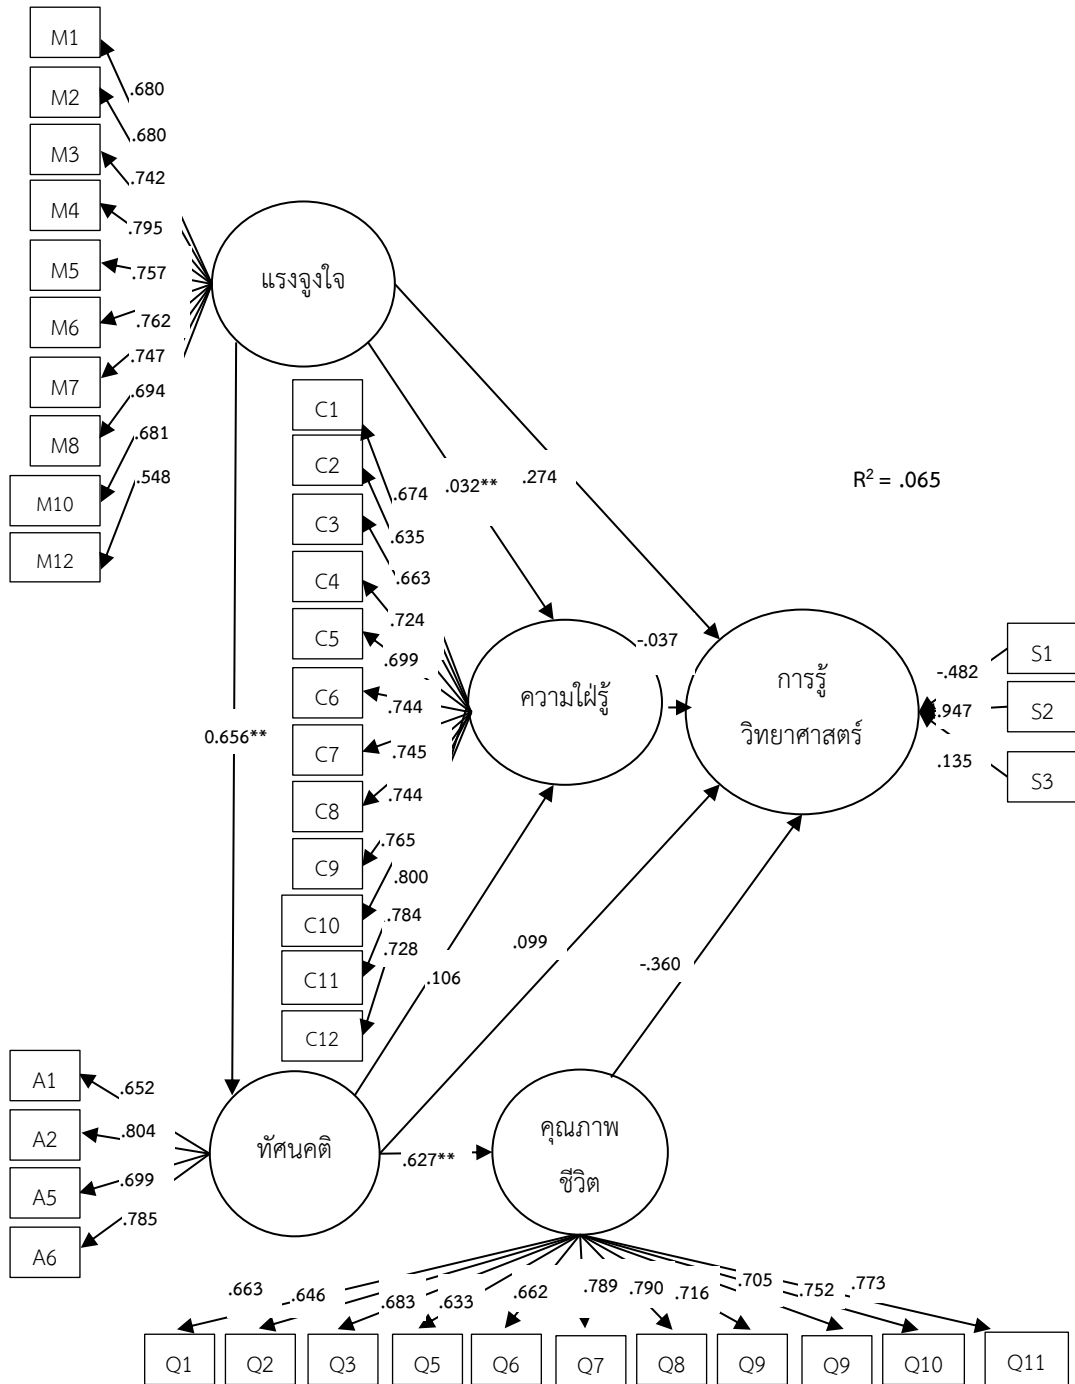 M1
.680
M2
.680
M3
.742
M4
.795
M5
.757
M6
.762
M7
.747
M8
.694
M10
.681
M12
.548
แรงจูงใจ
C1
.674
C2
.635
C3
.663
C4
.724
C5
.699
C6
.744
C7
.745
C8
.744
C9
.765
C10
.800
C11
.784
C12
.728
.032**
.274
R² = .065
ความใฝ่รู้
-.037
การรู้
วิทยาศาสตร์
-.482
S1
.947
S2
.135
S3
0.656**
.106
.099
-.360
A1
.652
A2
.804
A5
.699
A6
.785
ทัศนคติ
.627**
คุณภาพ
ชีวิต
.663
.646
.683
.633
.662
.789
.790
.716
.705
.752
.773
Q1
Q2
Q3
Q5
Q6
Q7
Q8
Q9
Q9
Q10
Q11